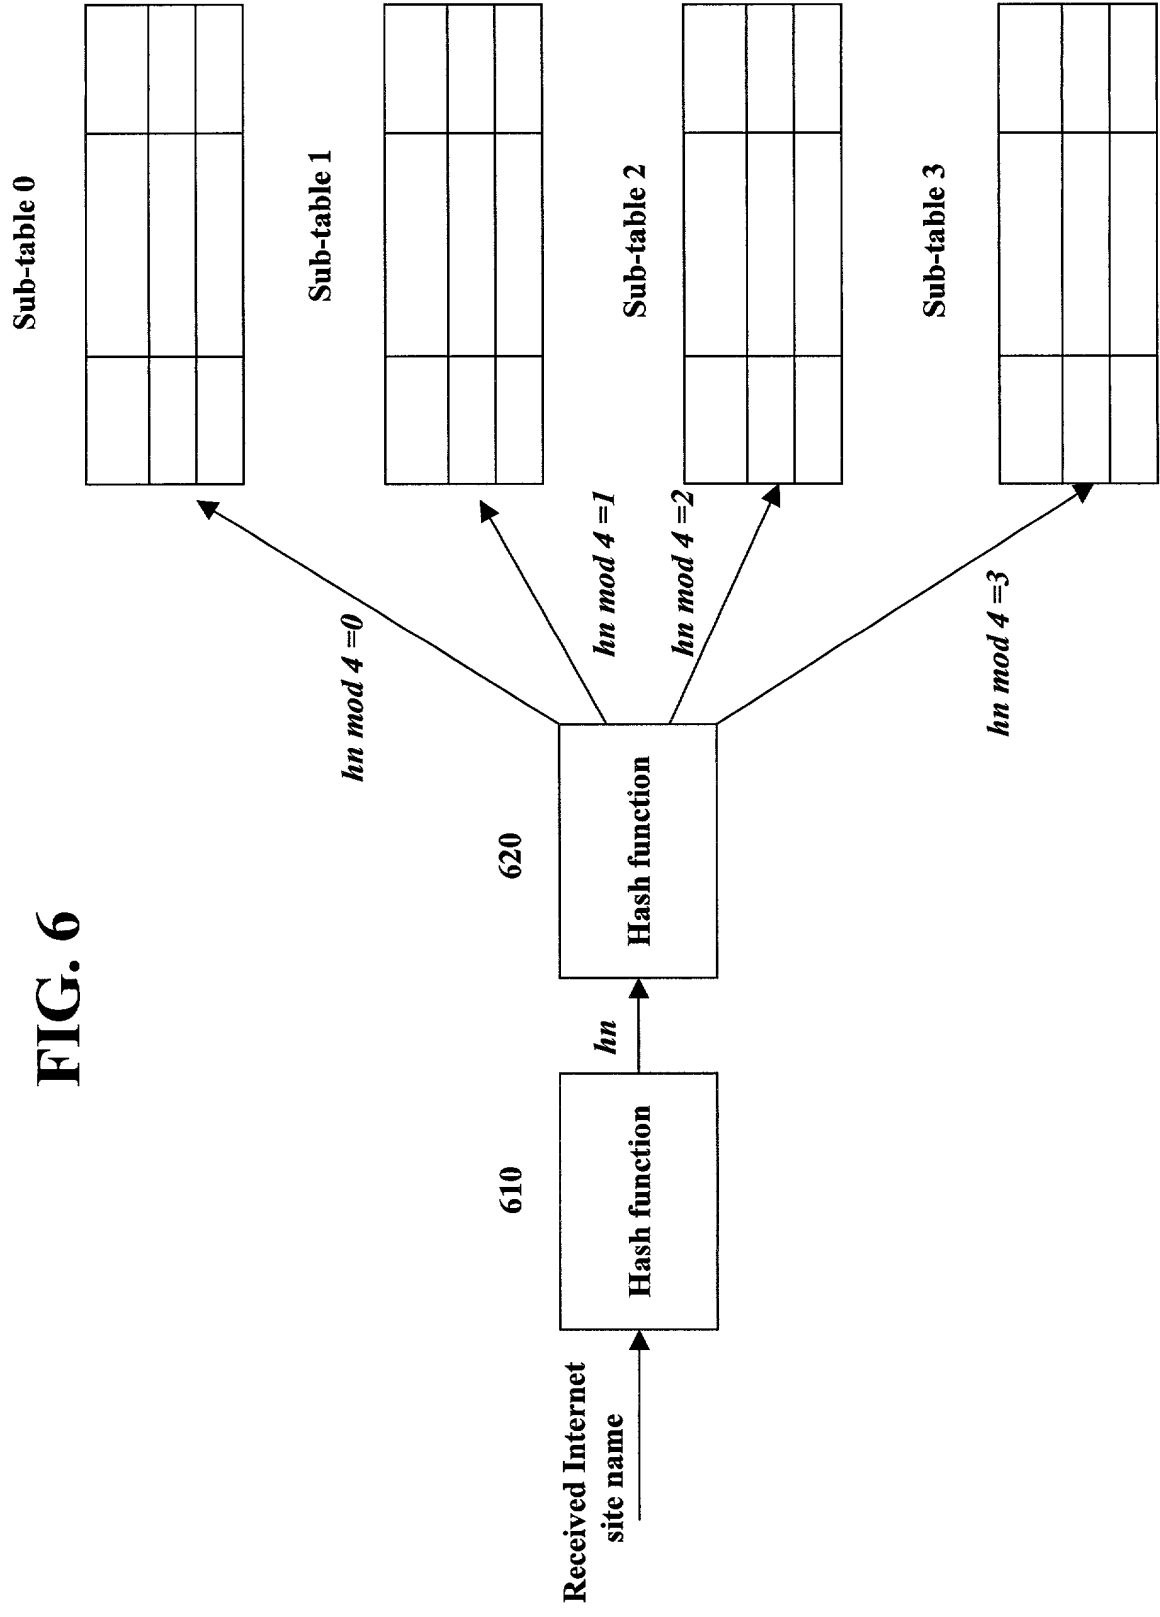 FIG. 6
Received Internet
site name
610
Hash function
hn
620
Hash function
hn mod 4 =0
hn mod 4 =1
hn mod 4 =2
hn mod 4 =3
Sub-table 0
Sub-table 1
Sub-table 2
Sub-table 3